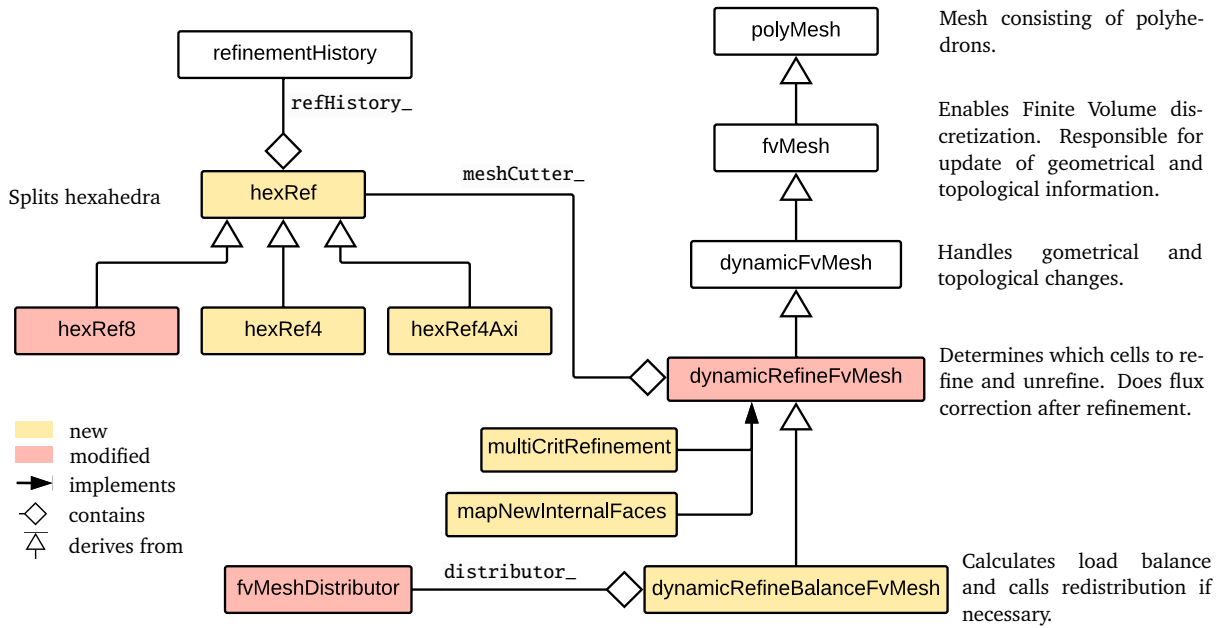 polyMesh
Mesh consisting of polyhe-
drons.
refinementHistory
refHistory_
fvMesh
Enables Finite Volume dis-
cretization. Responsible for
update of geometrical and
topological information.
Splits hexahedra
hexRef
meshCutter_
dynamicFvMesh
Handles gometrical and
topological changes.
hexRef8
hexRef4
hexRef4Axi
dynamicRefineFvMesh
Determines which cells to re-
fine and unrefine. Does flux
correction after refinement.
new
modified
implements
contains
derives from
multiCritRefinement
mapNewInternalFaces
fvMeshDistributor
distributor_
dynamicRefineBalanceFvMesh
Calculates load balance
and calls redistribution if
necessary.